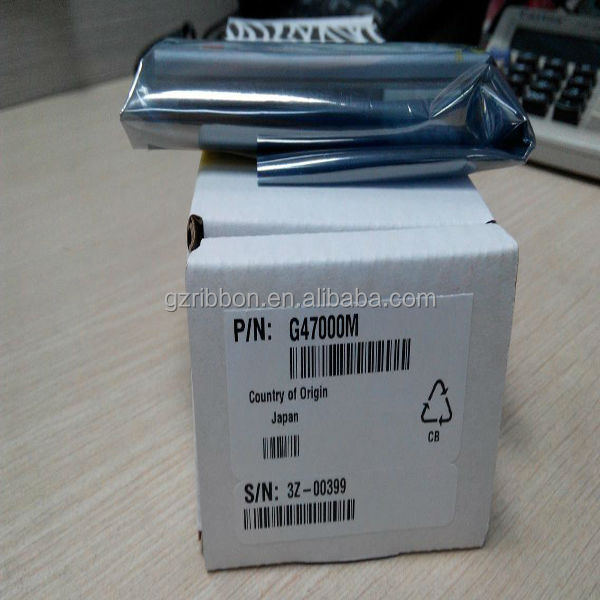 gzribbon.en.alibaba.com
P/N: G47000M
Country of Origin
Japan
CB
S/N: 3Z-00399